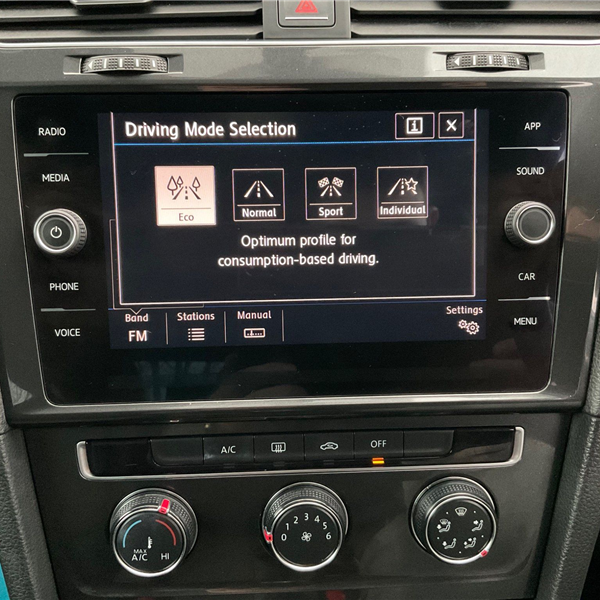 RADIO
MEDIA
PHONE
VOICE
Driving Mode Selection
1
X
Eco
Normal
Sport
Individual
Optimum profile for
consumption-based driving.
Band
FM
Stations
Manual
Settings
APP
SOUND
CAR
MENU
A/C
OFF
MAX
A/C
HI
0 1 2 3 4 5 6